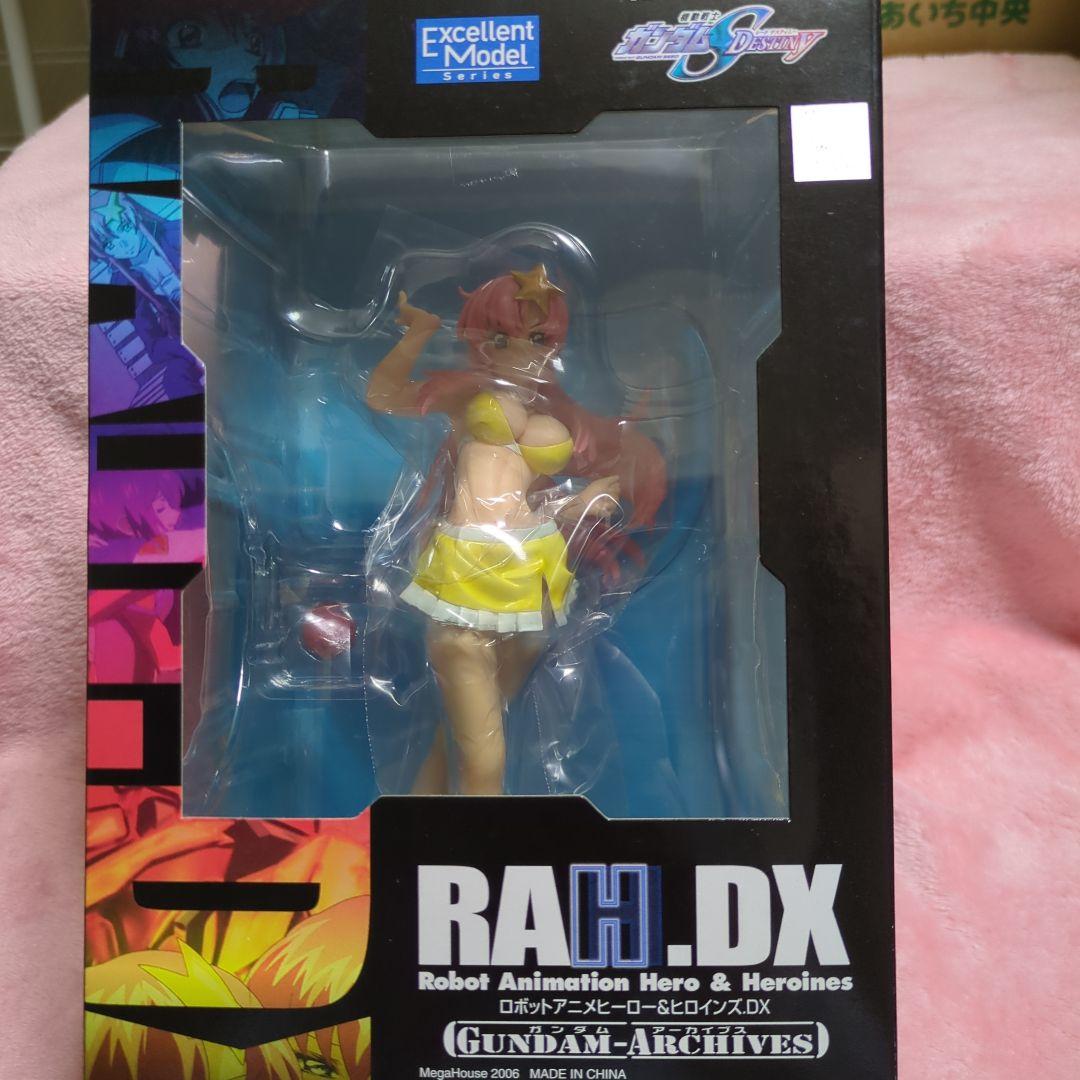 あいち中央
Excellent
Model
Series
機動戦士
ガンダムSEED DESTINY
RAH.DX
Robot Animation Hero & Heroines
ロボットアニメヒーロー&ヒロインズ.DX
ガンダム アーカイブス
(GUNDAM-ARCHIVES)
MegaHouse 2006 MADE IN CHINA